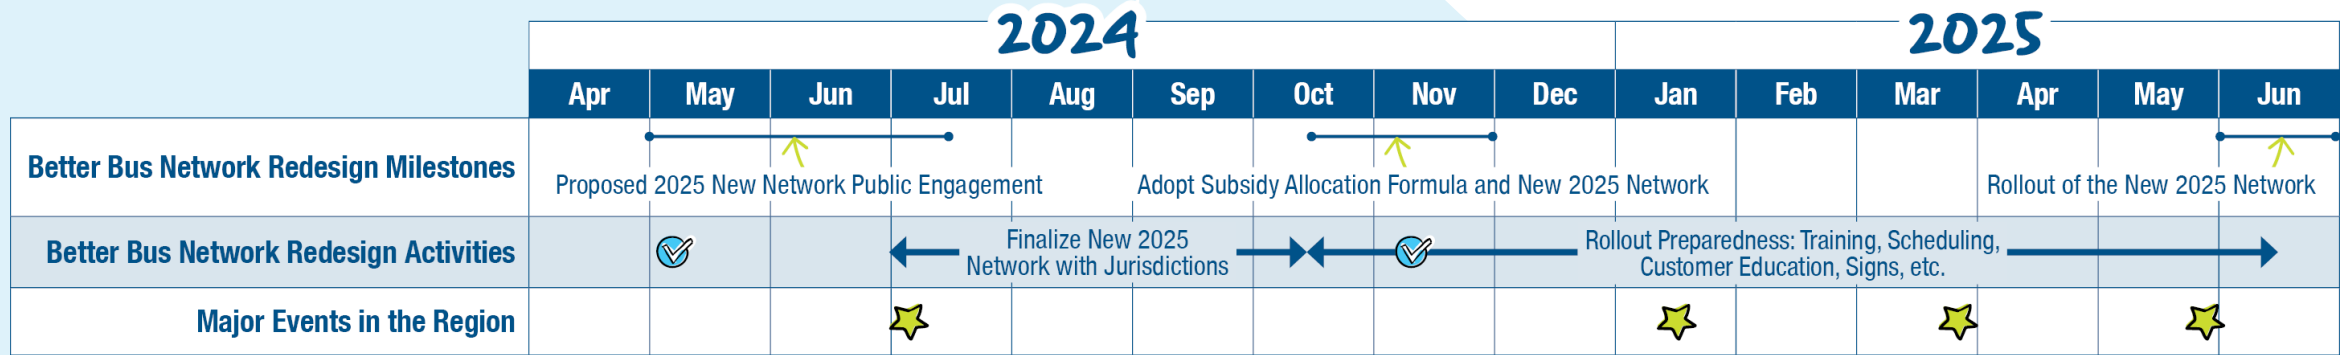 2024
2025
Apr May Jun Jul Aug Sep Oct Nov Dec Jan Feb Mar Apr May Jun
Better Bus Network Redesign Milestones
Proposed 2025 New Network Public Engagement
Adopt Subsidy Allocation Formula and New 2025 Network
Rollout of the New 2025 Network
Better Bus Network Redesign Activities
Finalize New 2025
Network with Jurisdictions
Rollout Preparedness: Training, Scheduling,
Customer Education, Signs, etc.
Major Events in the Region